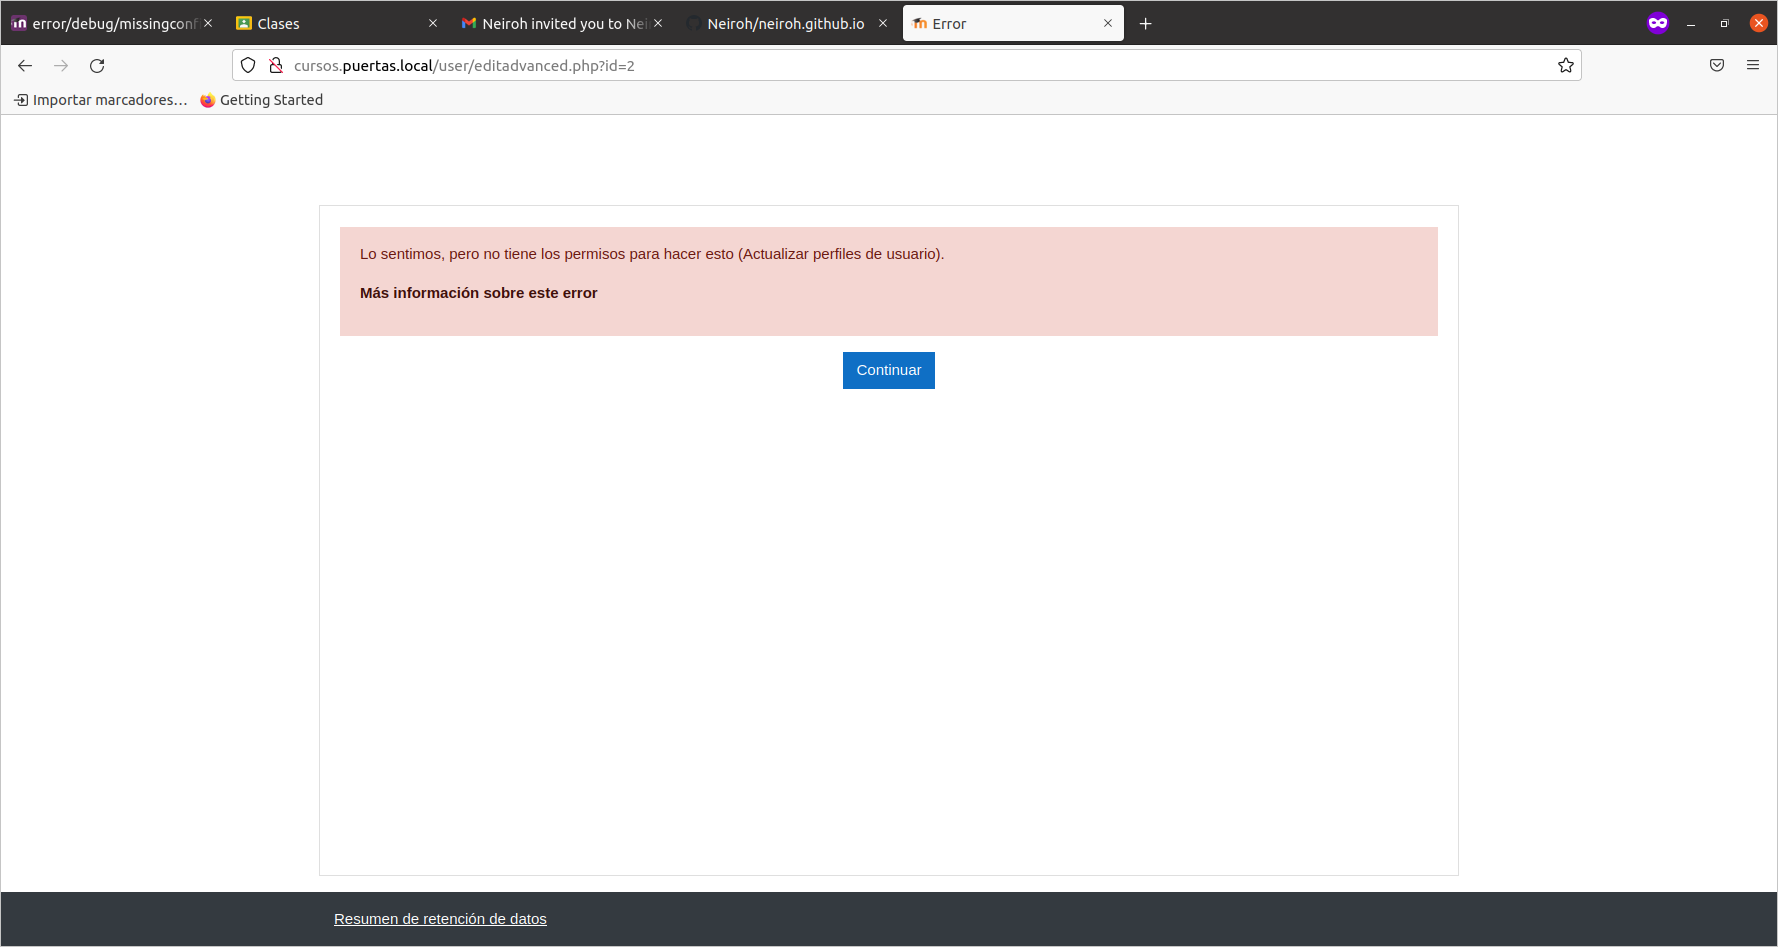 error/debug/missingconf
Clases
Neiroh invited you to Nei
Neiroh/neiroh.github.io
Error
cursos.puertas.local/user/editadvanced.php?id=2
Importar marcadores…
Getting Started
Lo sentimos, pero no tiene los permisos para hacer esto (Actualizar perfiles de usuario).
Más información sobre este error
Continuar
Resumen de retención de datos